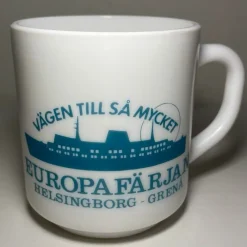 VÄGEN TILL SÅ MYCKET
EUROPAFÄRJAN
HELSINGBORG - GRENÅ